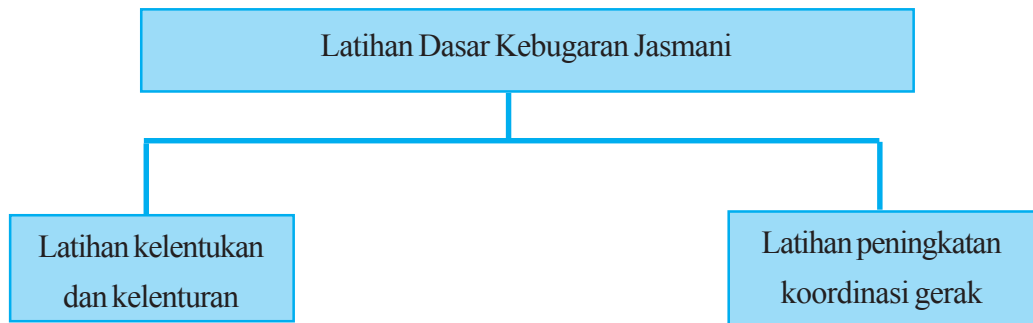 Latihan Dasar Kebugaran Jasmani
Latihan kelentukan
dan kelenturan
Latihan peningkatan
koordinasi gerak